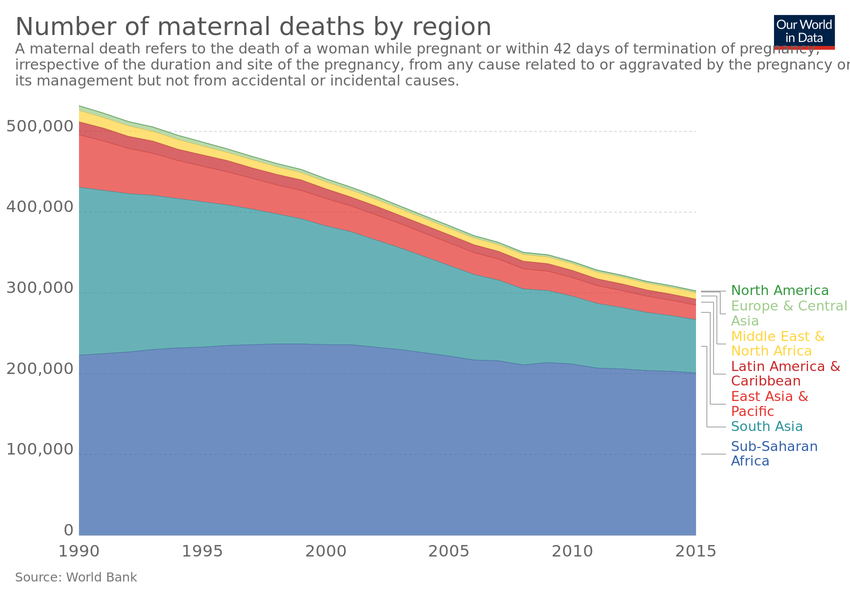 Number of maternal deaths by region
Our World
in Data
A maternal death refers to the death of a woman while pregnant or within 42 days of termination of pregnancy,
irrespective of the duration and site of the pregnancy, from any cause related to or aggravated by the pregnancy or
its management but not from accidental or incidental causes.
500,000
400,000
300,000
200,000
100,000
0
North America
Europe & Central
Asia
Middle East &
North Africa
Latin America &
Caribbean
East Asia &
Pacific
South Asia
Sub-Saharan
Africa
1990
1995
2000
2005
2010
2015
Source: World Bank